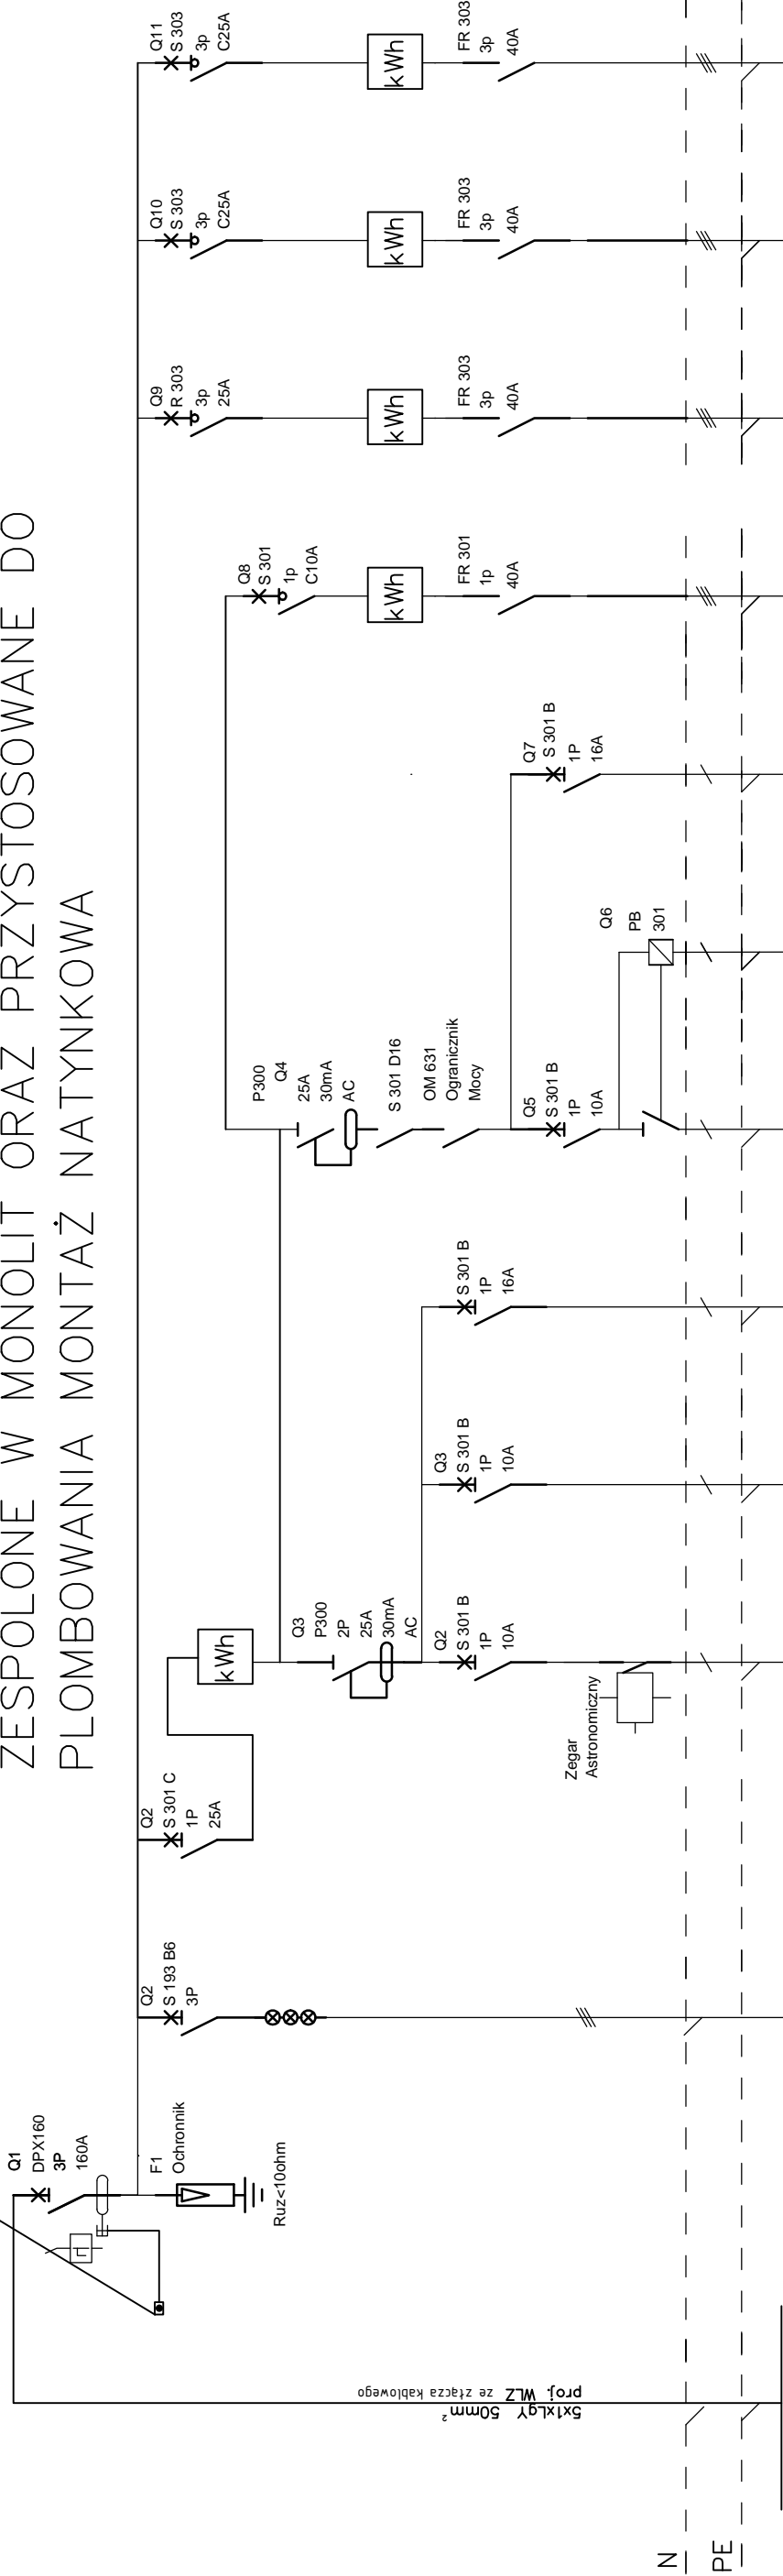 ZESPOLONE W MONOLIT ORAZ PRZYSTOSOWANE DO
PLOMBOWANIA MONTAŻ NATYNKOWA
Q1
DPX160
3P
160A
F1
Ochronnik
Ruz<10ohm
5x1xLgY 50mm²
proj. WLZ ze złącza kablowego
Q2
S 193 B6
3P
Q2
S 301 C
1P
25A
kWh
Q3
P300
2P
25A
30mA
AC
Q2
S 301 B
1P
10A
Zegar
Astronomiczny
Q3
S 301 B
1P
10A
S 301 B
1P
16A
P300
Q4
25A
30mA
AC
S 301 D16
OM 631
Ogranicznik
Mocy
Q5
S 301 B
1P
10A
Q6
PB
301
Q7
S 301 B
1P
16A
Q8
S 301
1p
C10A
kWh
FR 301
1p
40A
Q9
R 303
3p
25A
kWh
FR 303
3p
40A
Q10
S 303
3p
C25A
kWh
FR 303
3p
40A
Q11
S 303
3p
C25A
kWh
FR 303
3p
40A
N
PE